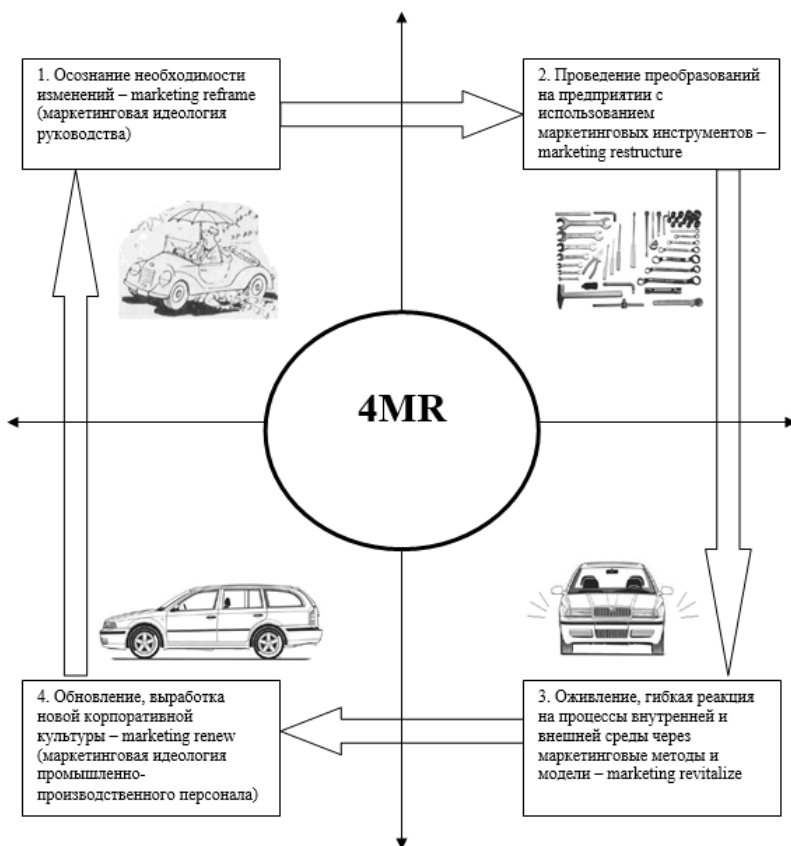 1. Осознание необходимости
изменений – marketing reframe
(маркетинговая идеология
руководства)
2. Проведение преобразований
на предприятии с
использованием
маркетинговых инструментов –
marketing restructure
4MR
4. Обновление, выработка
новой корпоративной
культуры – marketing renew
(маркетинговая идеология
промышленно-
производственного персонала)
3. Оживление, гибкая реакция
на процессы внутренней и
внешней среды через
маркетинговые методы и
модели – marketing revitalize